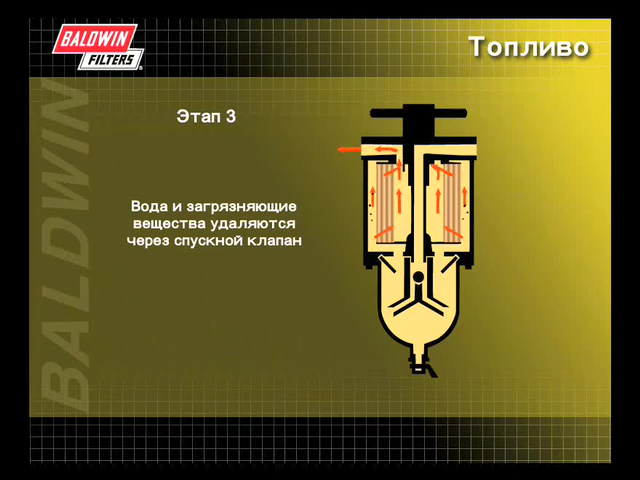 BALDWIN
FILTERS
Топливо
Этап 3
Вода и загрязняющие
вещества удаляются
через спускной клапан
BALDWIN